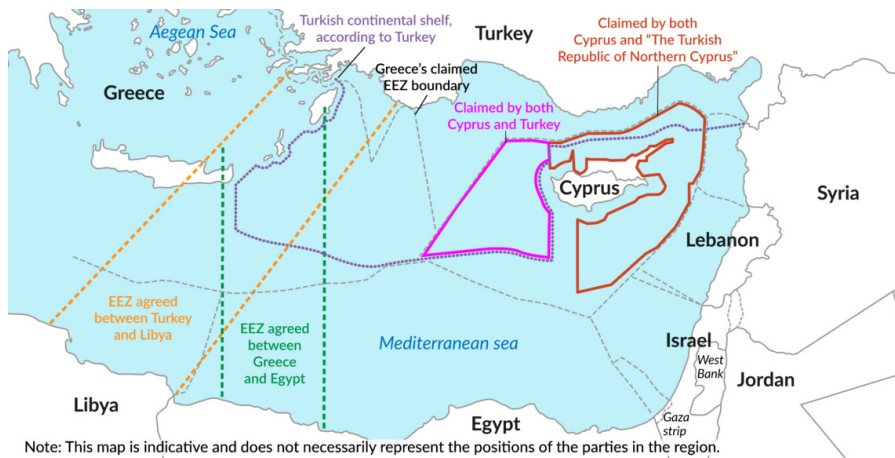 Aegean Sea
Turkish continental shelf,
according to Turkey
Turkey
Claimed by both
Cyprus and “The Turkish
Republic of Northern Cyprus”
Greece
Greece’s claimed
EEZ boundary
Claimed by both
Cyprus and Turkey
Cyprus
Syria
Lebanon
EEZ agreed
between Turkey
and Libya
EEZ agreed
between
Greece
and Egypt
Mediterranean sea
Israel
West
Bank
Jordan
Libya
Egypt
Gaza
strip
Note: This map is indicative and does not necessarily represent the positions of the parties in the region.